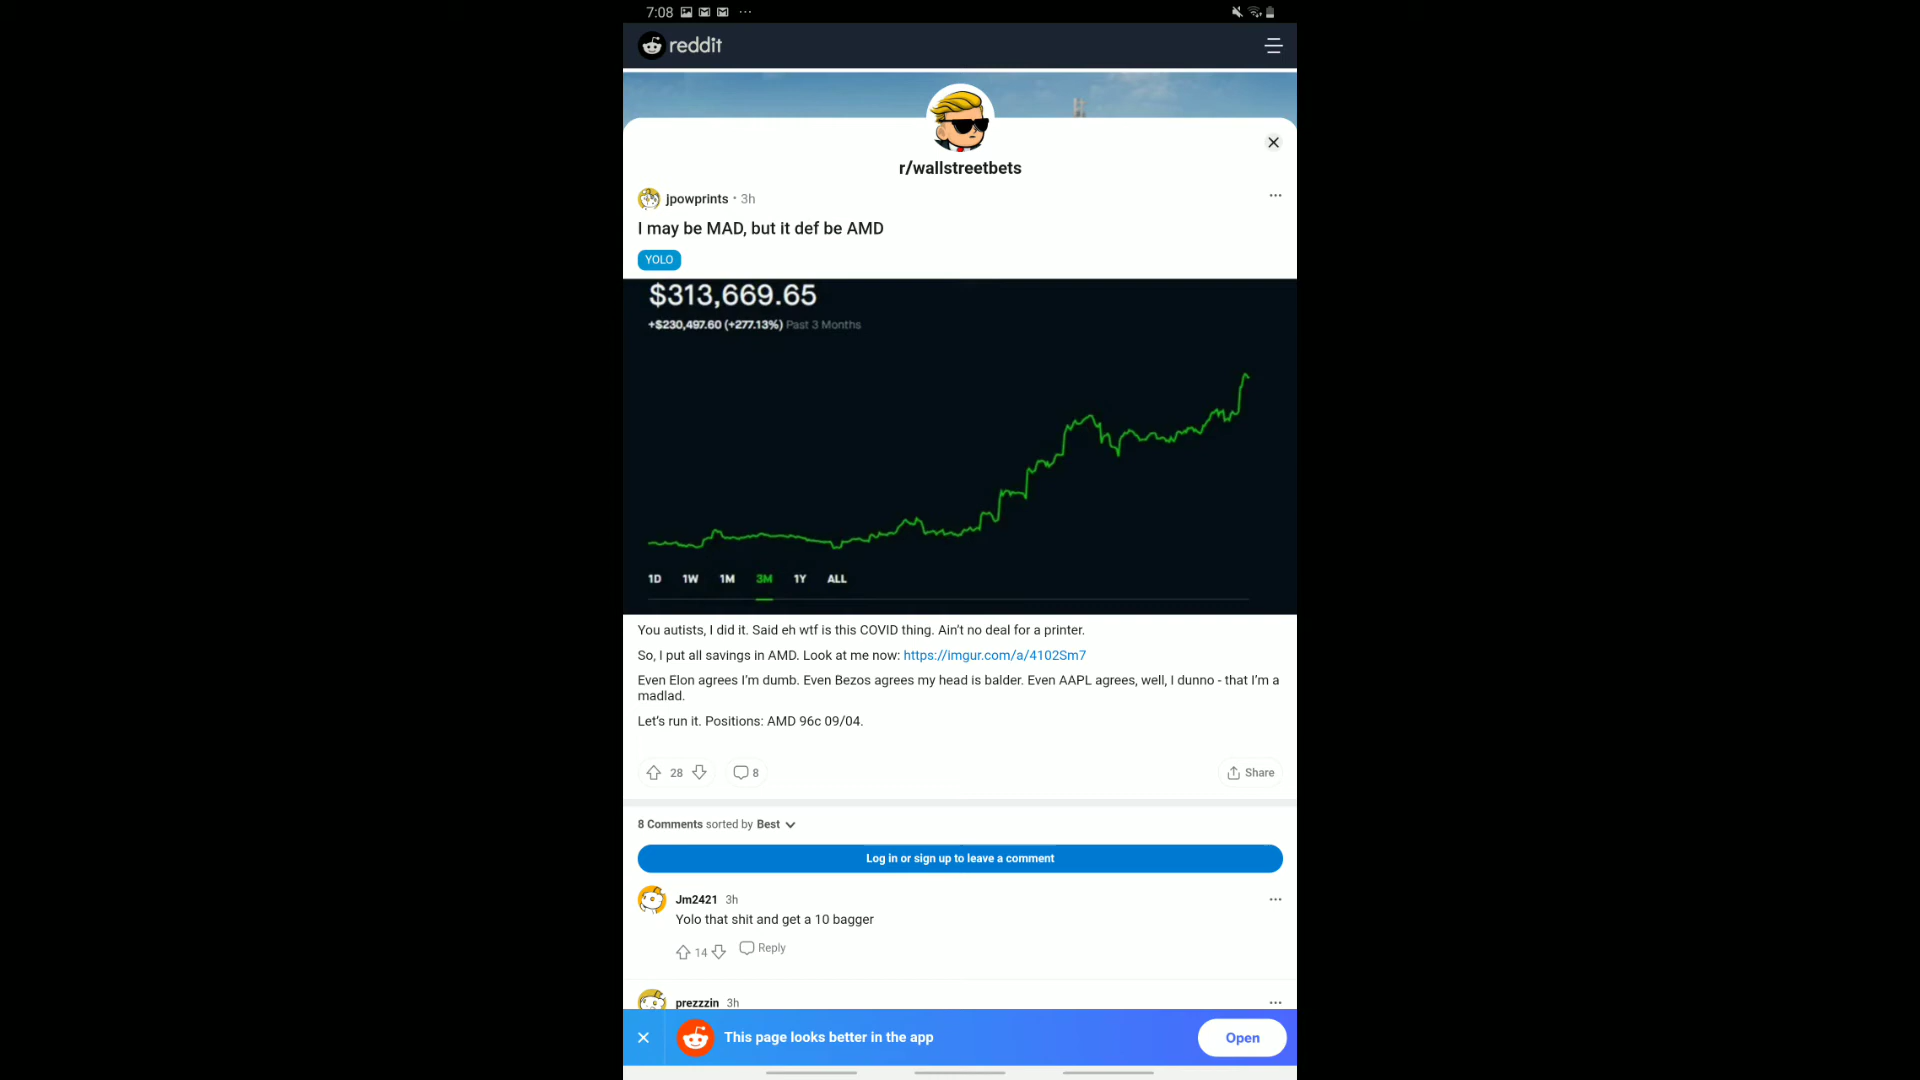 7:08
reddit
r/wallstreetbets
jpowprints • 3h
I may be MAD, but it def be AMD
YOLO
$313,669.65
+$230,497.60 (+277.13%) Past 3 Months
1D 1W 1M 3M 1Y ALL
You autists, I did it. Said eh wtf is this COVID thing. Ain’t no deal for a printer.
So, I put all savings in AMD. Look at me now: https://imgur.com/a/4102Sm7
Even Elon agrees I’m dumb. Even Bezos agrees my head is balder. Even AAPL agrees, well, I dunno - that I’m a
madlad.
Let’s run it. Positions: AMD 96c 09/04.
28 8 Share
8 Comments sorted by Best
Log in or sign up to leave a comment
Jm2421 3h
Yolo that shit and get a 10 bagger
14 Reply
prezzzin 3h
This page looks better in the app
Open